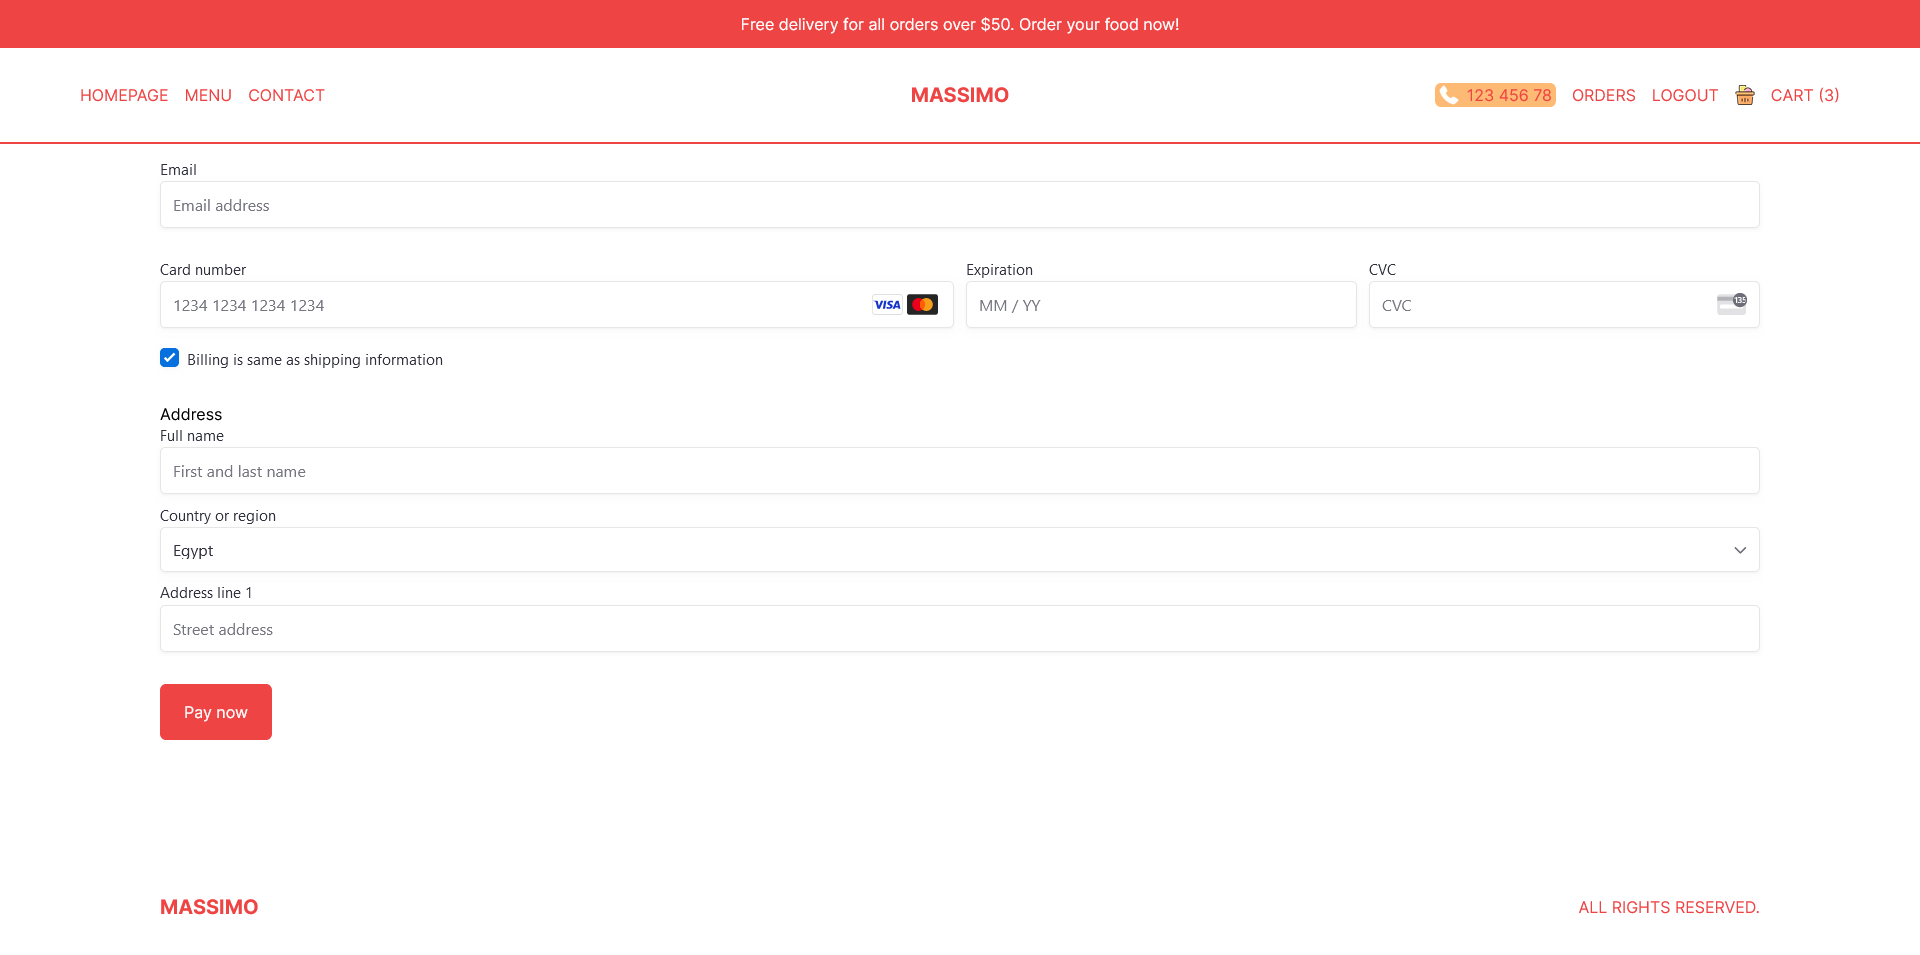 Free delivery for all orders over $50. Order your food now!
HOMEPAGE MENU CONTACT MASSIMO 123 456 78 ORDERS LOGOUT CART (3)
Email
Email address
Card number Expiration CVC
1234 1234 1234 1234 VISA MM / YY CVC 135
Billing is same as shipping information
Address
Full name
First and last name
Country or region
Egypt
Address line 1
Street address
Pay now
MASSIMO ALL RIGHTS RESERVED.